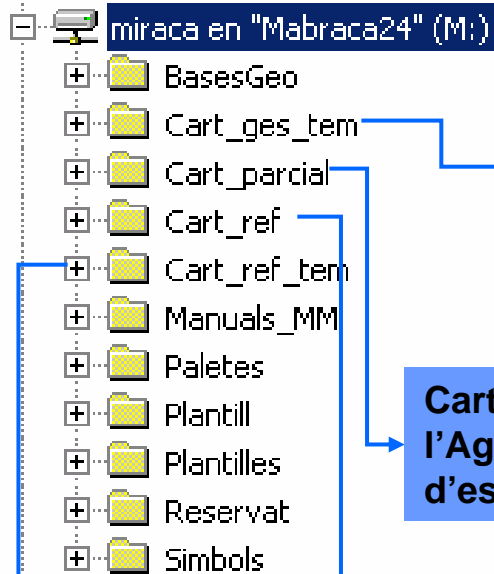 miraca en "Mabraca24" (M:)
BasesGeo
Cart_ges_tem
Cart_parcial
Cart_ref
Cart_ref_tem
Manuals_MM
Paletes
Plantill
Plantilles
Reservat
Simbols
Cart
l’Ag
d’es